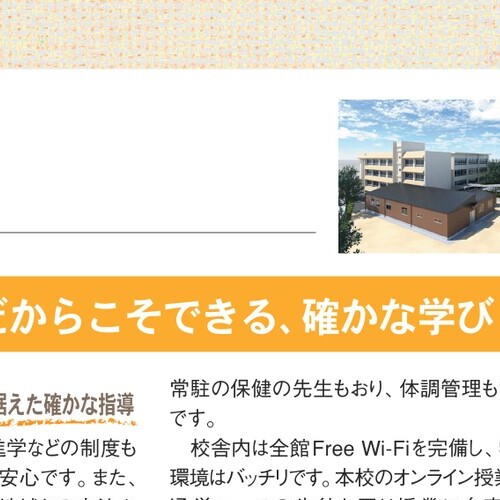 だからこそできる、確かな学び
据えた確かな指導
進学などの制度も
安心です。また、
常駐の保健の先生もおり、体調管理も
です。
校舎内は全館Free Wi-Fiを完備し、
環境はバッチリです。本校のオンライン授業